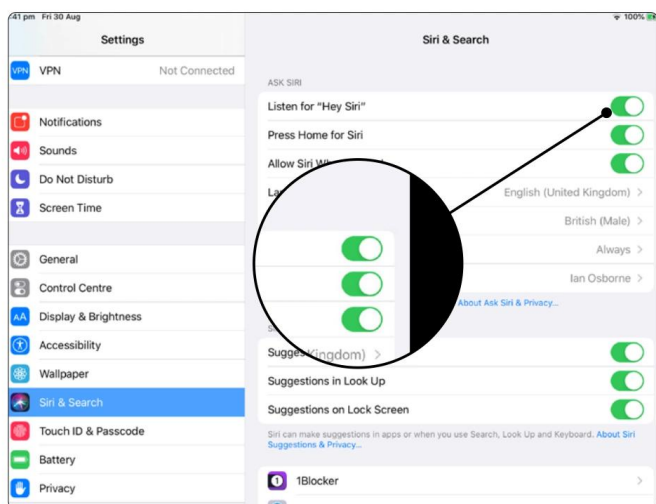 :41 pm Fri 30 Aug
100%
Settings
Siri & Search
VPN VPN Not Connected
ASK SIRI
Listen for "Hey Siri"
Notifications
Press Home for Siri
Sounds
Allow Siri
Do Not Disturb
English (United Kingdom) >
Screen Time
British (Male) >
Always >
General
Ian Osborne >
Control Centre
About Ask Siri & Privacy...
AA Display & Brightness
Accessibility
Kingdom) >
Wallpaper
Suggestions in Look Up
Siri & Search
Suggestions on Lock Screen
Touch ID & Passcode
Siri can make suggestions in apps or when you use Search, Look Up and Keyboard. About Siri
Suggestions & Privacy...
Battery
Privacy
1 1Blocker >